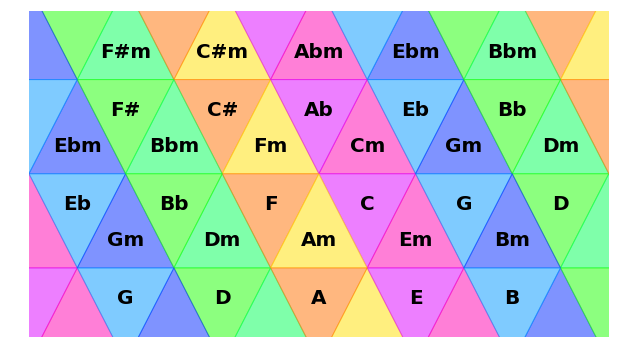 F#m C#m Abm Ebm Bbm
F# C# Ab Eb Bb
Ebm Bbm Fm Cm Gm Dm
Eb Bb F C G D
Gm Dm Am Em Bm
G D A E B